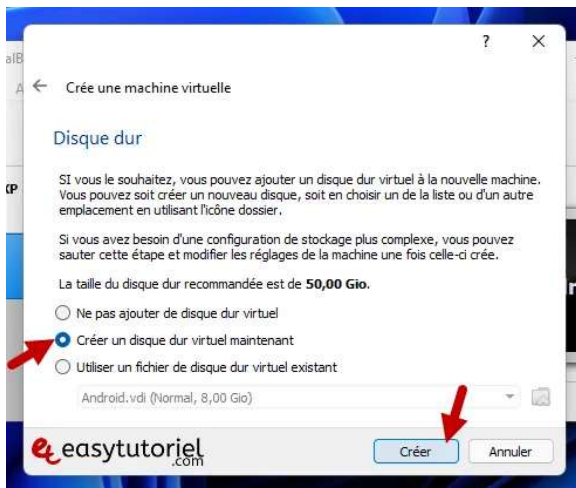 ?
Crée une machine virtuelle
Disque dur
SI vous le souhaitez, vous pouvez ajouter un disque dur virtuel à la nouvelle machine.
Vous pouvez soit créer un nouveau disque, soit en choisir un de la liste ou d'un autre
emplacement en utilisant l'icône dossier.
Si vous avez besoin d'une configuration de stockage plus complexe, vous pouvez
sauter cette étape et modifier les réglages de la machine une fois celle-ci crée.
La taille du disque dur recommandée est de 50,00 Gio.
Ne pas ajouter de disque dur virtuel
Créer un disque dur virtuel maintenant
Utiliser un fichier de disque dur virtuel existant
Android.vdi (Normal, 8,00 Gio)
easytutoriel
.com
Créer
Annuler